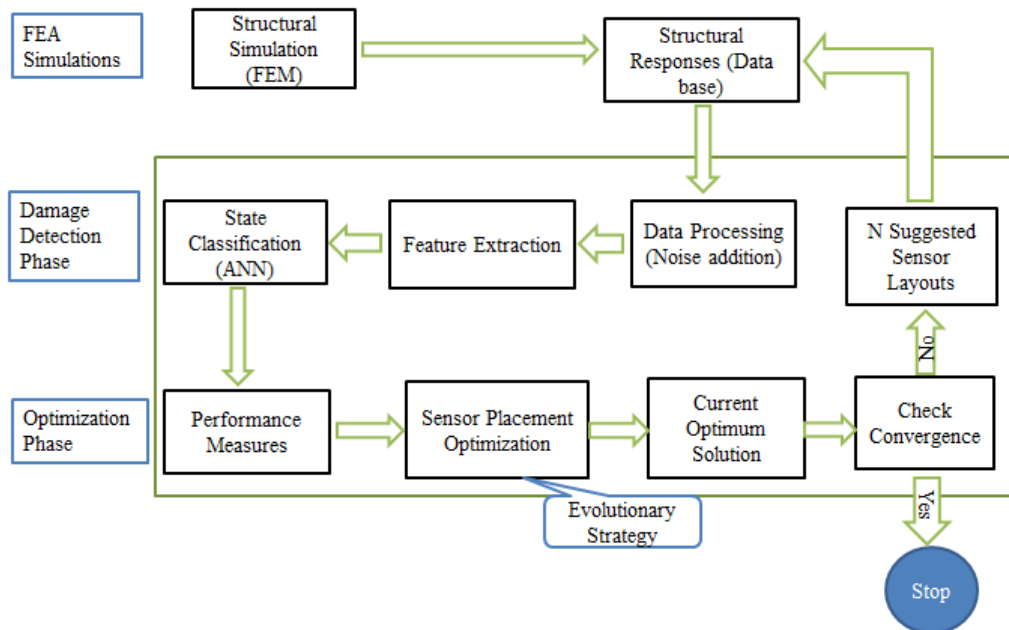 FEA
Simulations
Structural
Simulation
(FEM)
Structural
Responses (Data
base)
Damage
Detection
Phase
State
Classification
(ANN)
Feature Extraction
Data Processing
(Noise addition)
N Suggested
Sensor
Layouts
No
Optimization
Phase
Performance
Measures
Sensor Placement
Optimization
Current
Optimum
Solution
Check
Convergence
Evolutionary
Strategy
Yes
Stop